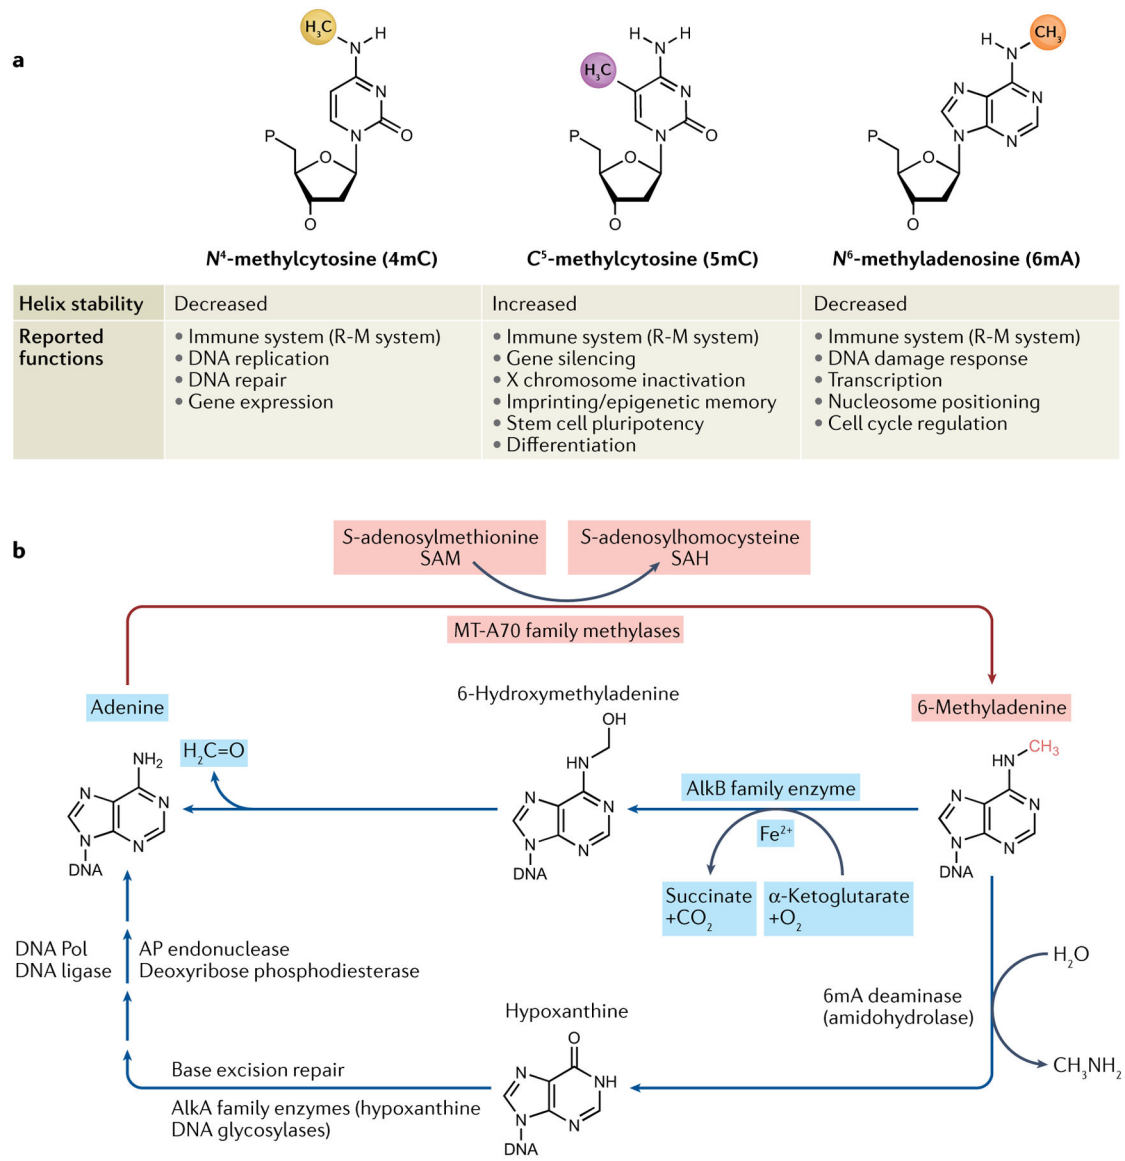 a
H₃C
N
H
N
N
O
P
O
O
N⁴-methylcytosine (4mC)
H₃C
H
N
H
N
N
O
P
O
O
C⁵-methylcytosine (5mC)
H
N
CH₃
N
N
N
N
P
O
O
N⁶-methyladenosine (6mA)
Helix stability
Decreased
Increased
Decreased
Reported
functions
• Immune system (R-M system)
• DNA replication
• DNA repair
• Gene expression
• Immune system (R-M system)
• Gene silencing
• X chromosome inactivation
• Imprinting/epigenetic memory
• Stem cell pluripotency
• Differentiation
• Immune system (R-M system)
• DNA damage response
• Transcription
• Nucleosome positioning
• Cell cycle regulation
b
S-adenosylmethionine
SAM
S-adenosylhomocysteine
SAH
MT-A70 family methylases
Adenine
NH₂
N
N
N
N
DNA
H₂C=O
6-Hydroxymethyladenine
OH
HN
N
N
N
N
DNA
AlkB family enzyme
Fe²⁺
Succinate
+CO₂
α-Ketoglutarate
+O₂
6-Methyladenine
HN
CH₃
N
N
N
N
DNA
DNA Pol
DNA ligase
AP endonuclease
Deoxyribose phosphodiesterase
6mA deaminase
(amidohydrolase)
H₂O
CH₃NH₂
Hypoxanthine
O
N
NH
N
N
DNA
Base excision repair
AlkA family enzymes (hypoxanthine
DNA glycosylases)